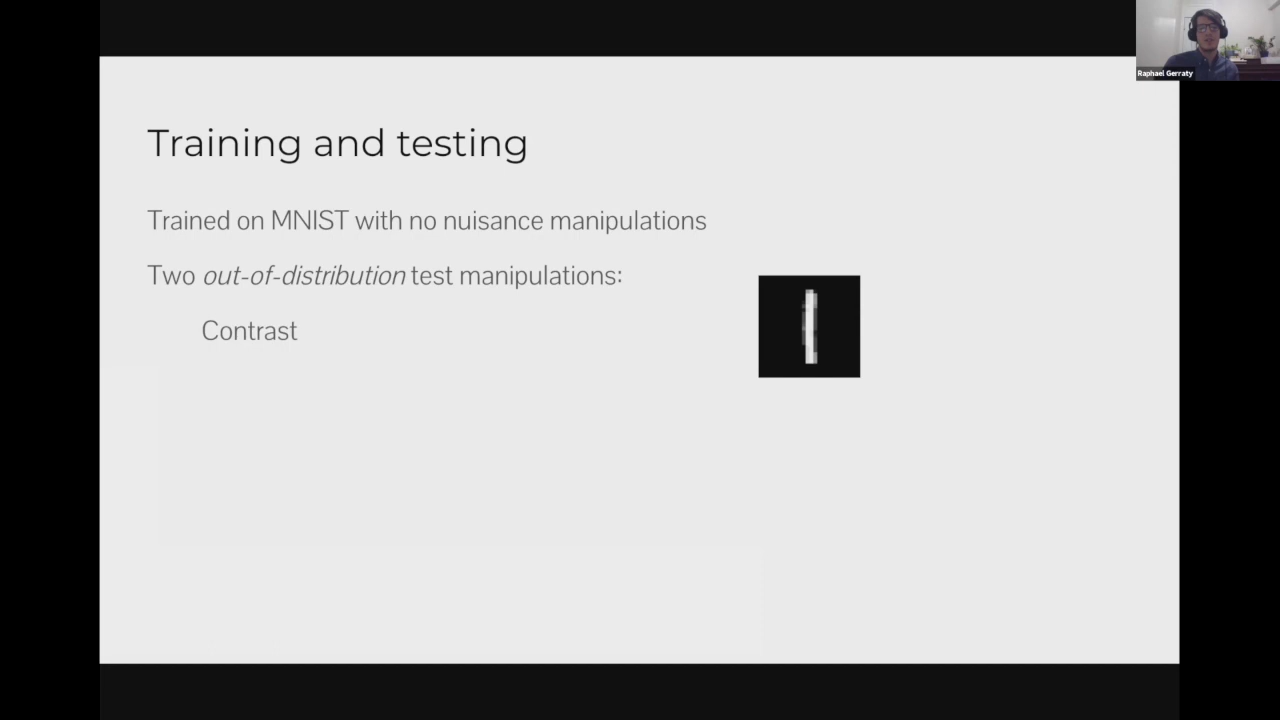 Raphael Gerraty
Training and testing
Trained on MNIST with no nuisance manipulations
Two out-of-distribution test manipulations:
Contrast